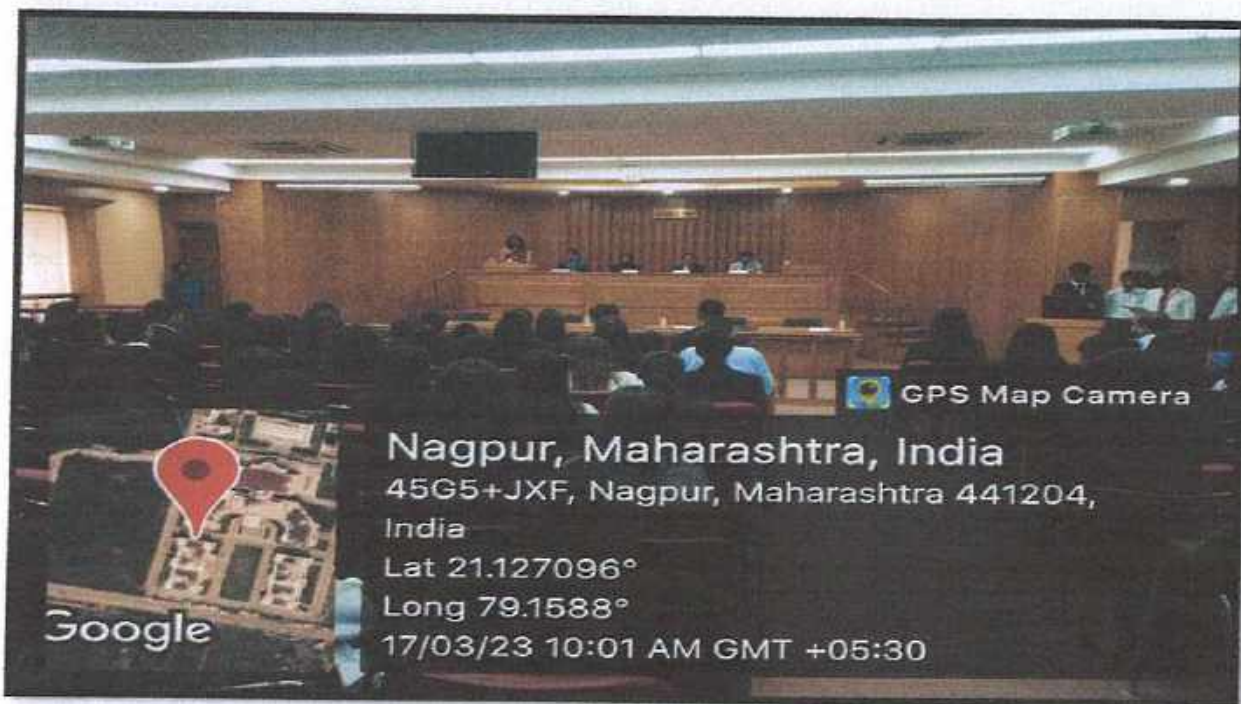 GPS Map Camera
Nagpur, Maharashtra, India
45G5+JXF, Nagpur, Maharashtra 441204,
India
Lat 21.127096°
Long 79.1588°
17/03/23 10:01 AM GMT +05:30
Google